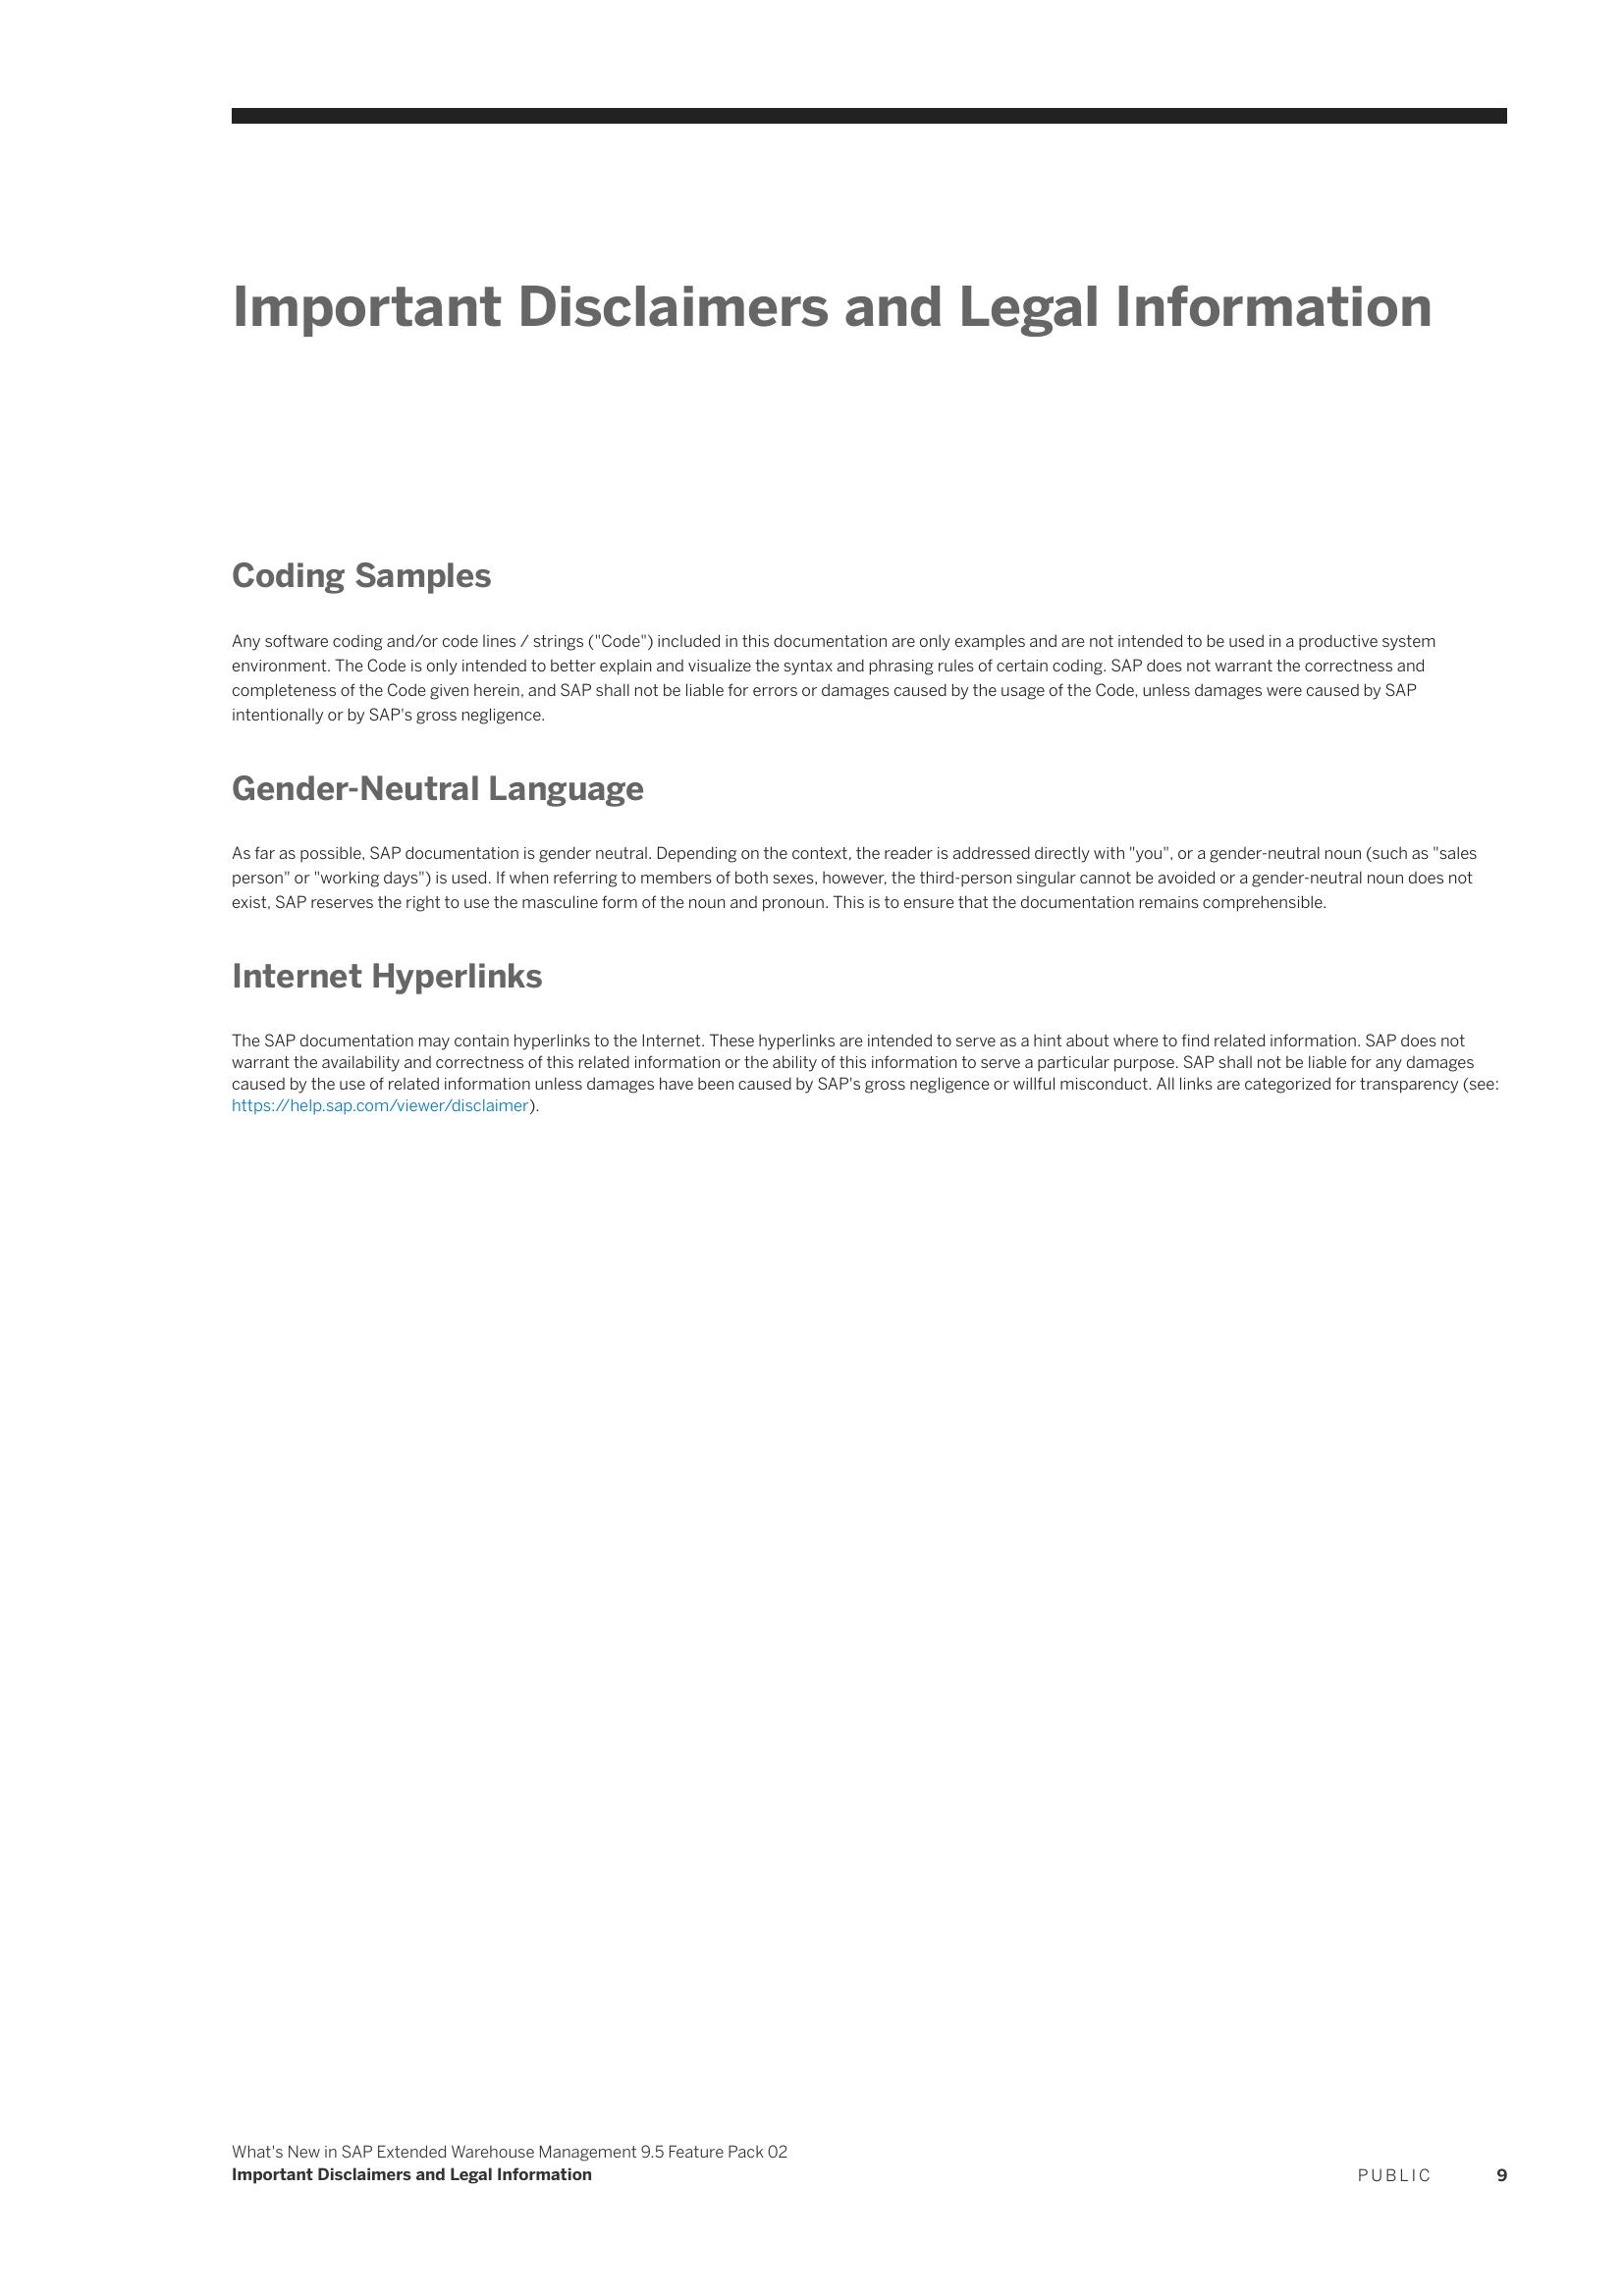 Important Disclaimers and Legal Information
Coding Samples
Any software coding and/or code lines / strings ("Code") included in this documentation are only examples and are not intended to be used in a productive system
environment. The Code is only intended to better explain and visualize the syntax and phrasing rules of certain coding. SAP does not warrant the correctness and
completeness of the Code given herein, and SAP shall not be liable for errors or damages caused by the usage of the Code, unless damages were caused by SAP
intentionally or by SAP's gross negligence.
Gender-Neutral Language
As far as possible, SAP documentation is gender neutral. Depending on the context, the reader is addressed directly with "you", or a gender-neutral noun (such as "sales
person" or "working days") is used. If when referring to members of both sexes, however, the third-person singular cannot be avoided or a gender-neutral noun does not
exist, SAP reserves the right to use the masculine form of the noun and pronoun. This is to ensure that the documentation remains comprehensible.
Internet Hyperlinks
The SAP documentation may contain hyperlinks to the Internet. These hyperlinks are intended to serve as a hint about where to find related information. SAP does not
warrant the availability and correctness of this related information or the ability of this information to serve a particular purpose. SAP shall not be liable for any damages
caused by the use of related information unless damages have been caused by SAP's gross negligence or willful misconduct. All links are categorized for transparency (see:
https://help.sap.com/viewer/disclaimer).
What's New in SAP Extended Warehouse Management 9.5 Feature Pack 02
Important Disclaimers and Legal Information
PUBLIC 9